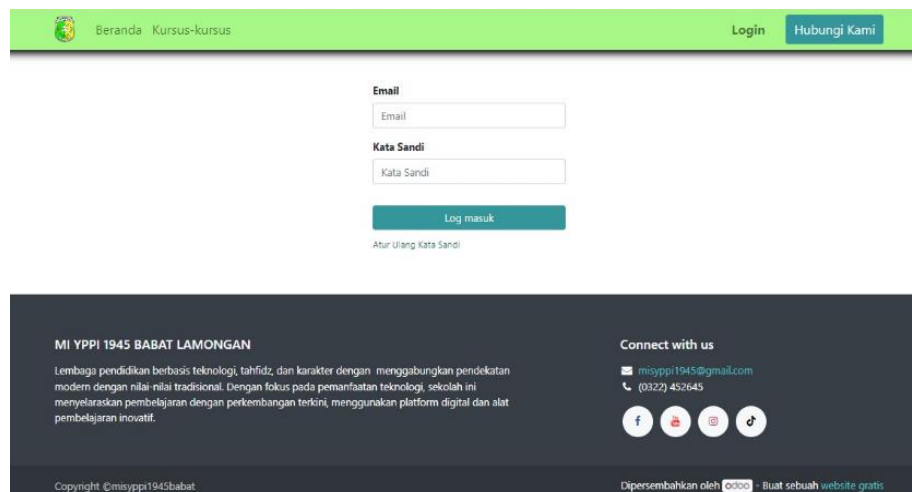 Beranda Kursus-kursus Login Hubungi Kami
Email
Email
Kata Sandi
Kata Sandi
Log masuk
Atur Ulang Kata Sandi
MI YPPI 1945 BABAT LAMONGAN
Lembaga pendidikan berbasis teknologi, tahfidz, dan karakter dengan menggabungkan pendekatan
modern dengan nilai-nilai tradisional. Dengan fokus pada pemanfaatan teknologi, sekolah ini
menyelaraskan pembelajaran dengan perkembangan terkini, menggunakan platform digital dan alat
pembelajaran inovatif.
Connect with us
misyppi1945@gmail.com
(0322) 452645
Copyright ©misyppi1945babat
Dipersembahkan oleh odoo - Buat sebuah website gratis